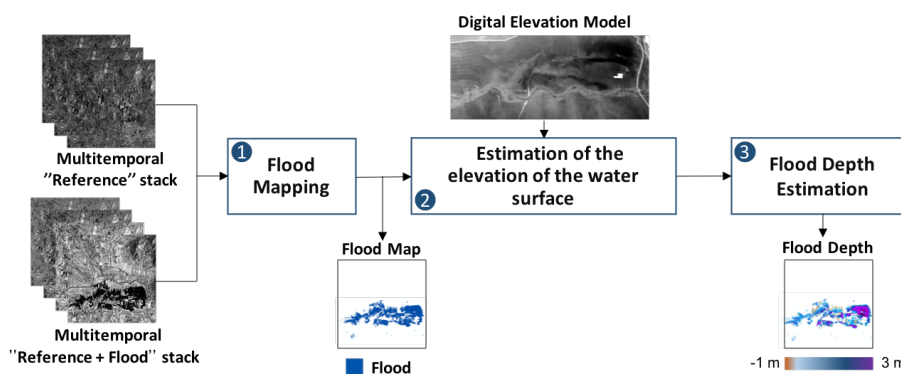 Digital Elevation Model
Multitemporal
”Reference” stack
1
Flood
Mapping
Estimation of the
elevation of the water
surface
2
3
Flood Depth
Estimation
Flood Map
Flood Depth
Multitemporal
”Reference + Flood” stack
Flood
-1 m
3 m